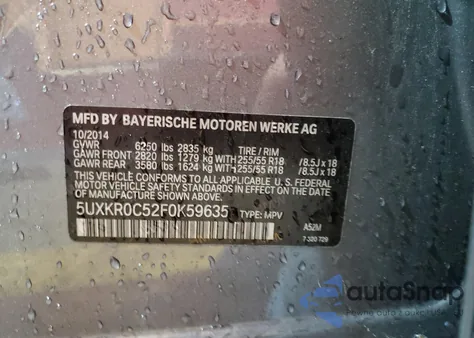 MFD BY BAYERISCHE MOTOREN WERKE AG
10/2014
GVWR 6250 lbs 2835 kg TIRE / RIM
GAWR FRONT 2820 lbs 1279 kg WITH 255/55 R18 /8.5J x 18
GAWR REAR 3580 lbs 1624 kg WITH 255/55 R18 /8.5J x 18
THIS VEHICLE CONFORMS TO ALL APPLICABLE U. S. FEDERAL
MOTOR VEHICLE SAFETY STANDARDS IN EFFECT ON THE DATE OF
MANUFACTURE SHOWN ABOVE.
5UXKR0C52F0K59635 TYPE: MPV
A52M
7 320 729
autoSnap